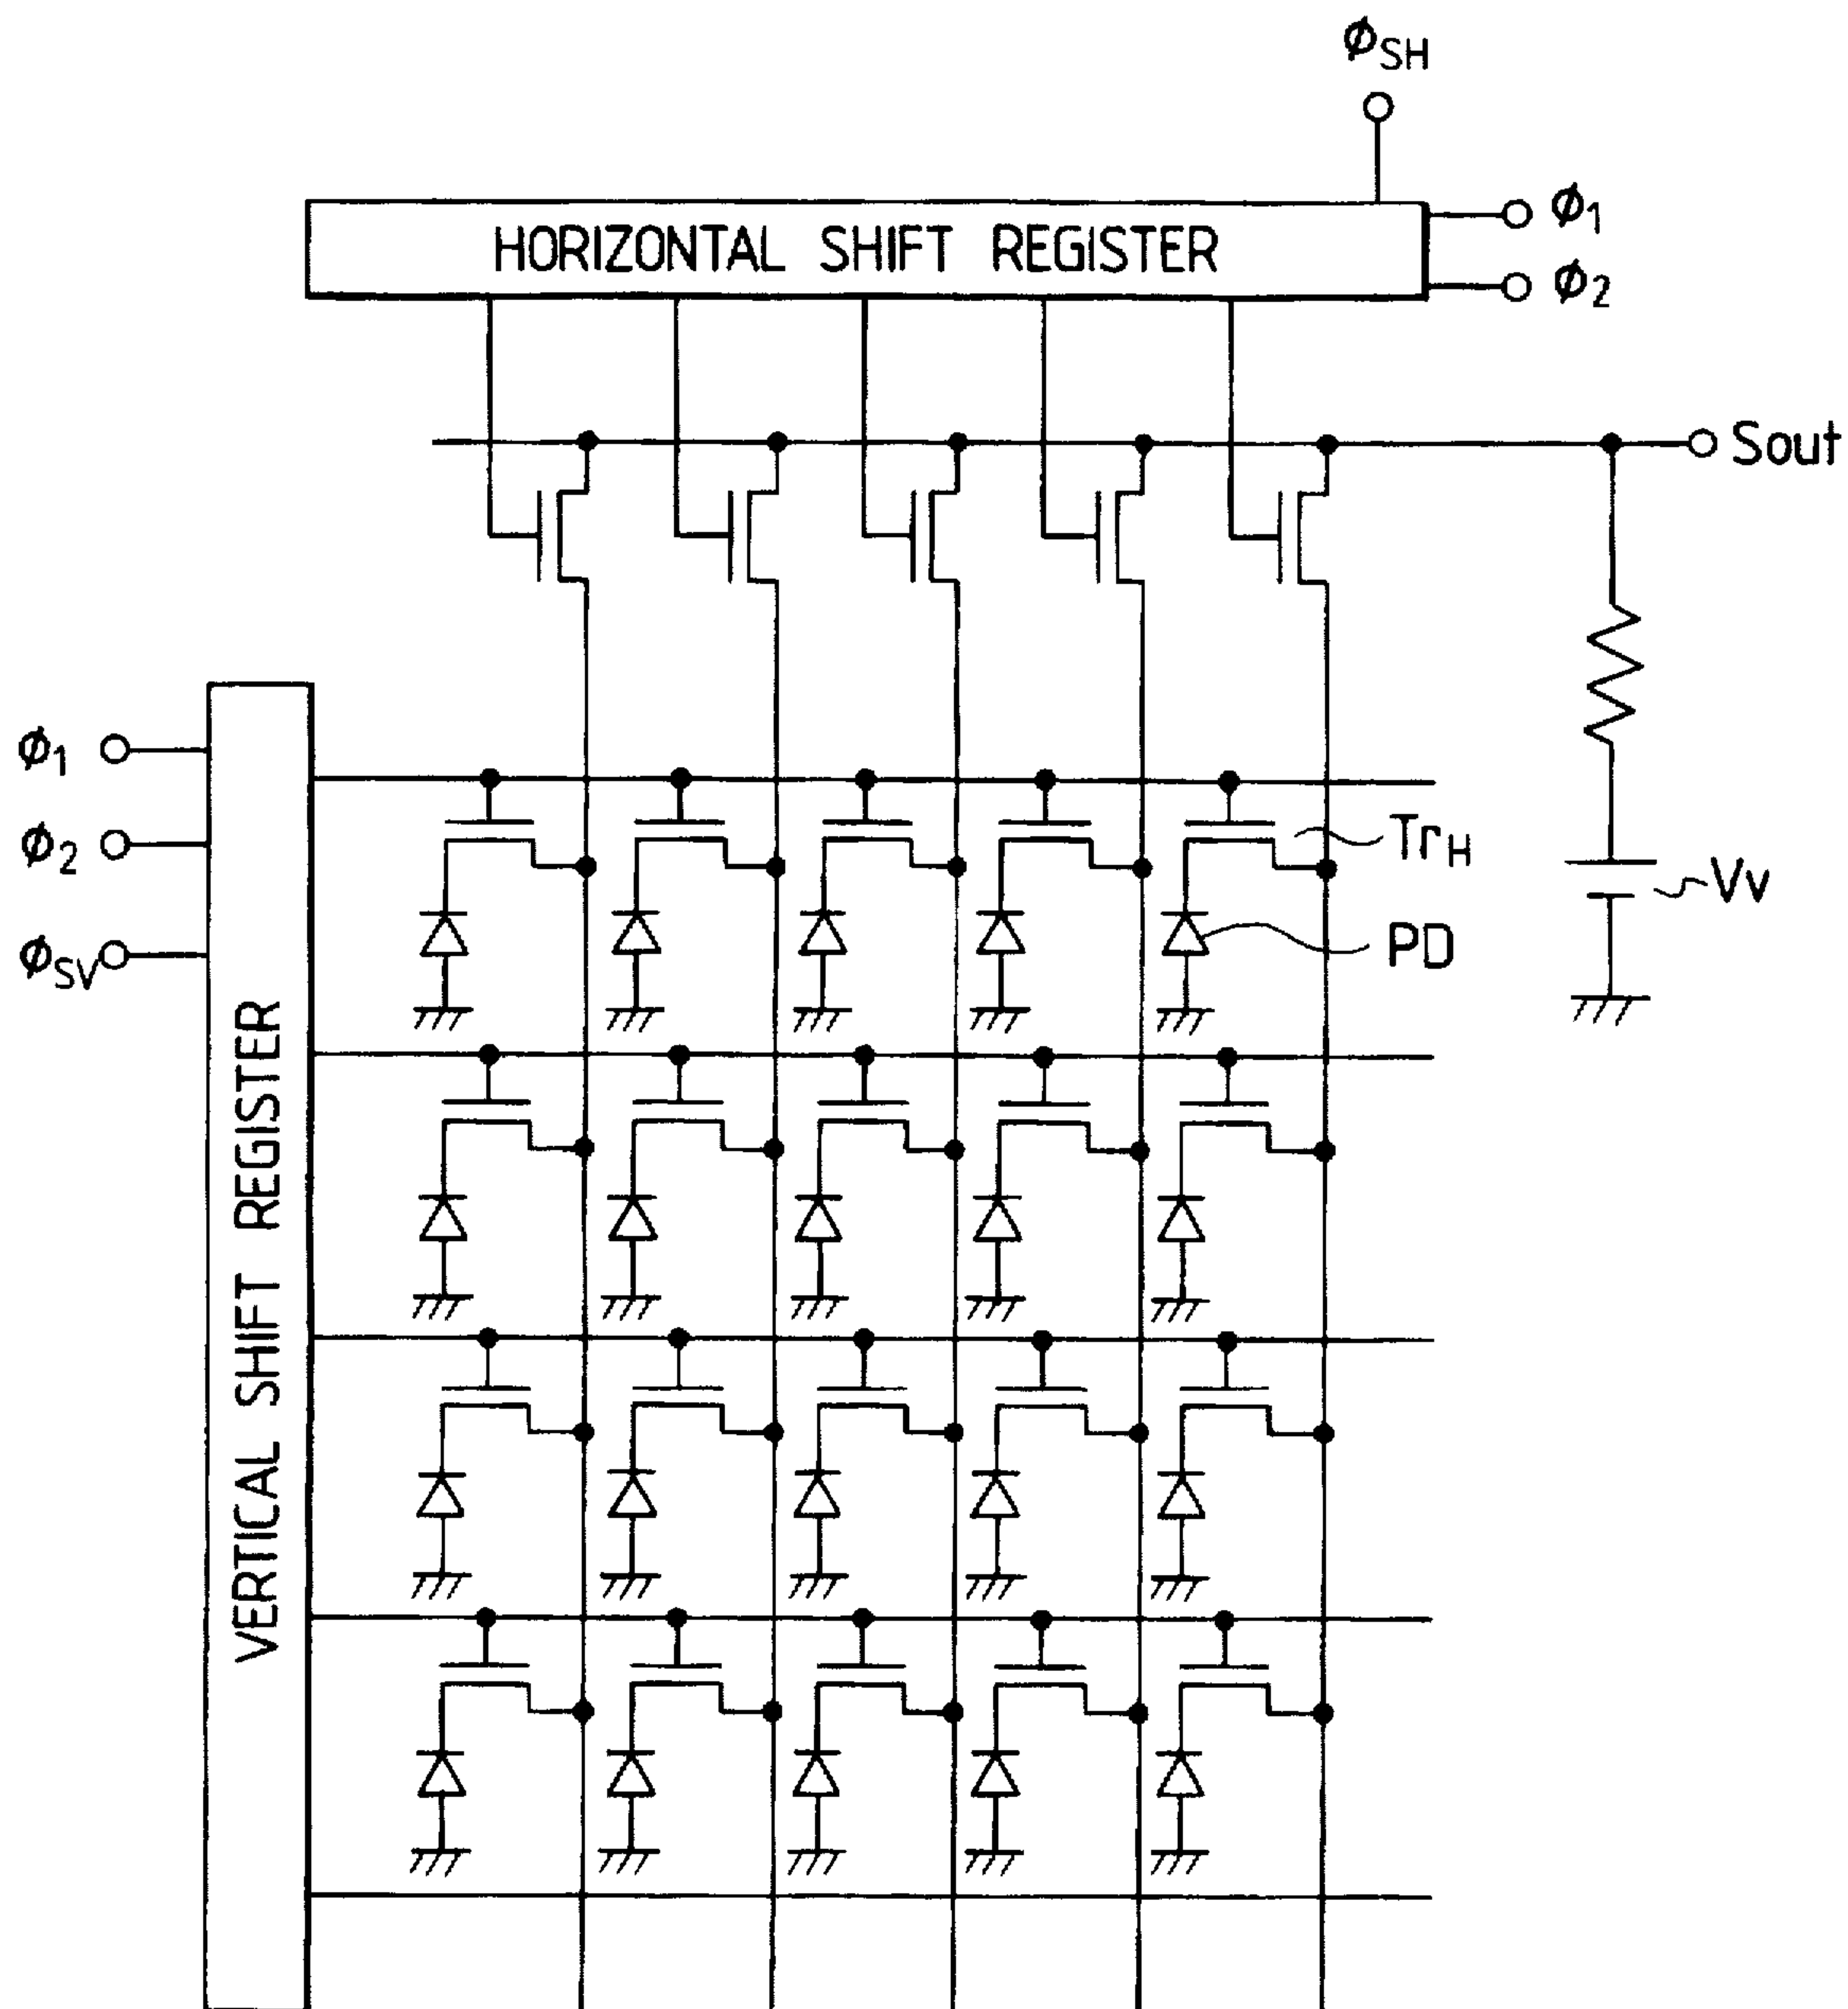 ϕSH
HORIZONTAL SHIFT REGISTER
ϕ1
ϕ2
Sout
ϕ1
ϕ2
ϕSV
VERTICAL SHIFT REGISTER
TrH
Vv
PD